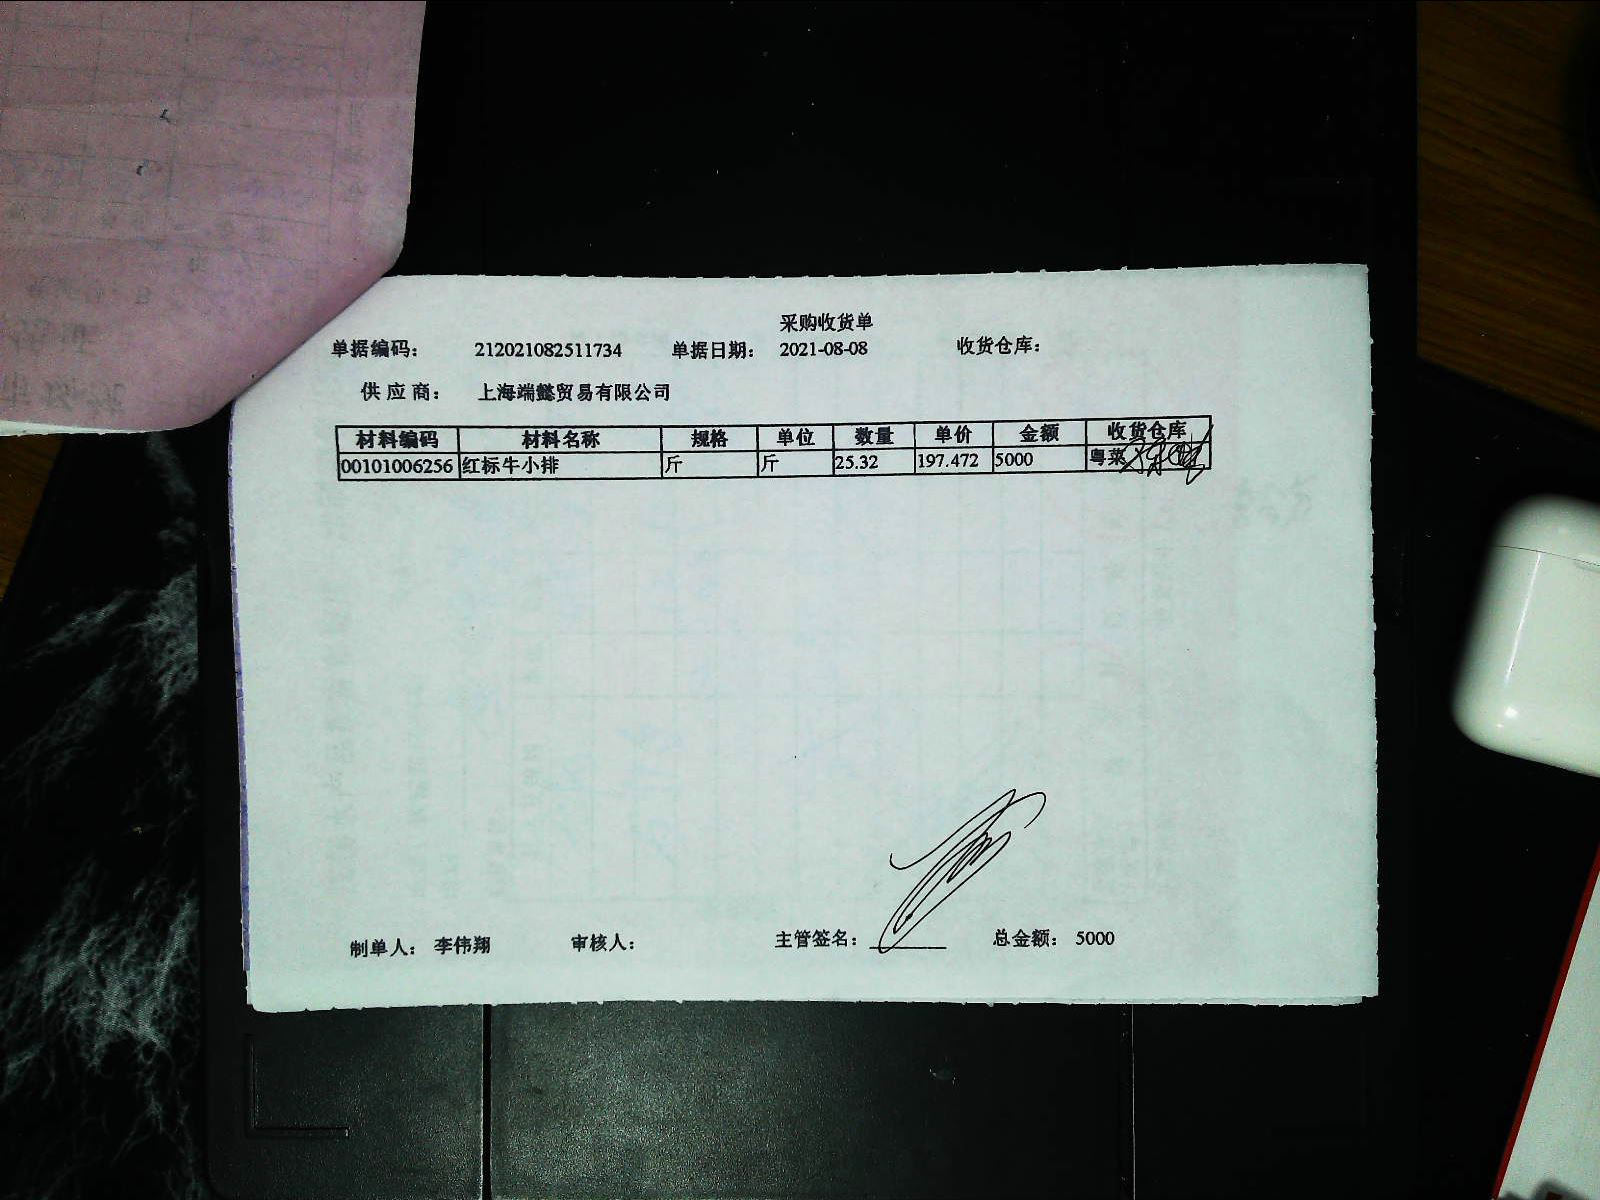 采购收货单
单据编码： 212021082511734 单据日期： 2021-08-08 收货仓库：
供 应 商： 上海端懿贸易有限公司
材料编码 材料名称 规格 单位 数量 单价 金额 收货仓库
00101006256 红标牛小排 斤 斤 25.32 197.472 5000 粤菜
制单人： 李伟翔 审核人： 主管签名： 总金额： 5000